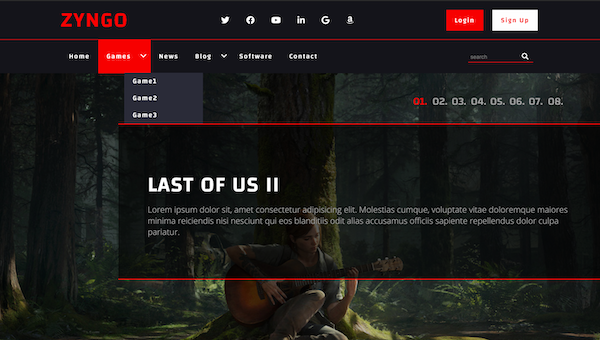 ZYNGO
Login
Sign Up
Home
Games
News
Blog
Software
Contact
search
Game1
Game2
Game3
01. 02. 03. 04. 05. 06. 07. 08.
LAST OF US II
Lorem ipsum dolor sit, amet consectetur adipisicing elit. Molestias cumque, voluptate vitae doloremque maiores
minima reiciendis nisi nesciunt qui eos blanditiis odit alias accusamus officiis sapiente repellendus dolor culpa
pariatur.